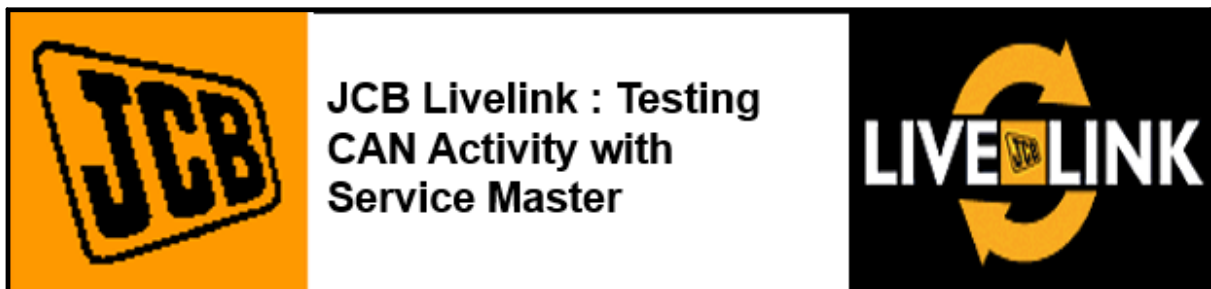 JCB
JCB Livelink : Testing
CAN Activity with
Service Master
LIVE JCB LINK